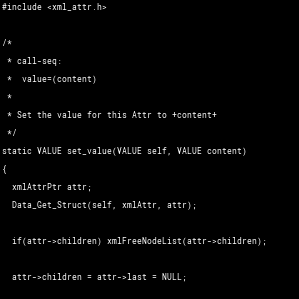 #include <xml_attr.h>
/*
 * call-seq:
 *  value=(content)
 *
 * Set the value for this Attr to +content+
 */
static VALUE set_value(VALUE self, VALUE content)
{
  xmlAttrPtr attr;
  Data_Get_Struct(self, xmlAttr, attr);
  if(attr->children) xmlFreeNodeList(attr->children);
  attr->children = attr->last = NULL;